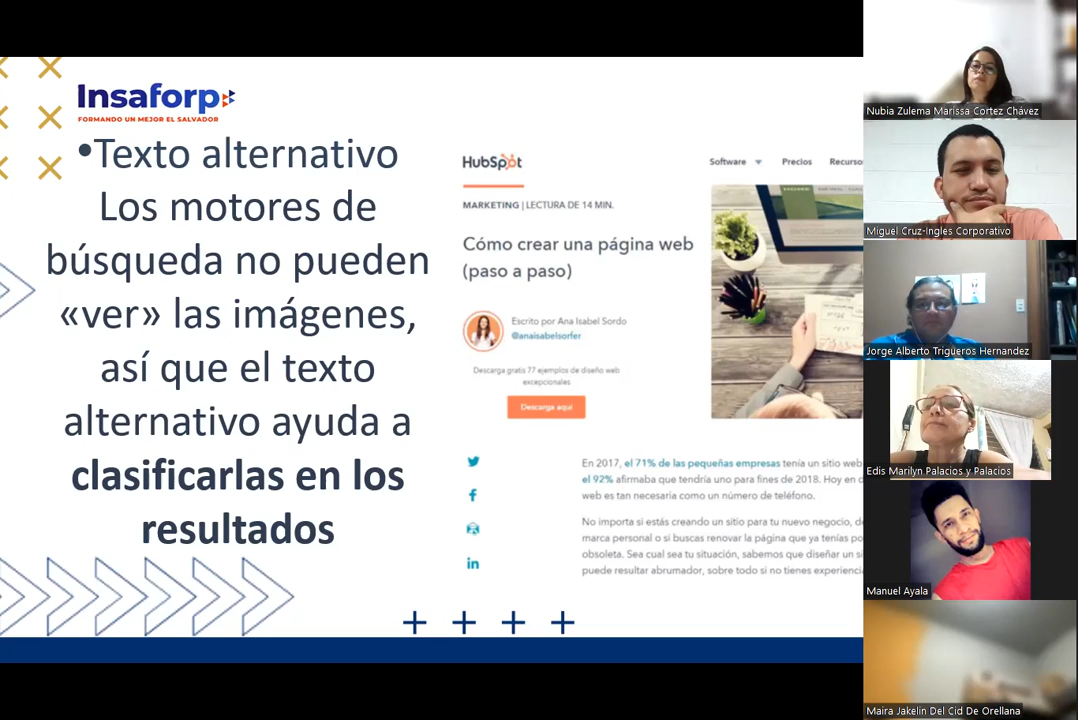 Insaforp
FORMANDO UN MEJOR EL SALVADOR
•Texto alternativo
Los motores de
búsqueda no pueden
«ver» las imágenes,
así que el texto
alternativo ayuda a
clasificarlas en los
resultados
HubSpot
Software
Precios
Recurso
MARKETING | LECTURA DE 14 MIN.
Cómo crear una página web
(paso a paso)
Escrito por Ana Isabel Sordo
@anaisabelsorfer
Descarga gratis 77 ejemplos de diseño web
excepcionales
Descarga aquí
En 2017, el 71% de las pequeñas empresas tenía un sitio web
el 92% afirmaba que tendría uno para fines de 2018. Hoy en d
web es tan necesaria como un número de teléfono.
No importa si estás creando un sitio para tu nuevo negocio, de
marca personal o si buscas renovar la página que ya tenías po
obsoleta. Sea cual sea tu situación, sabemos que diseñar un si
puede resultar abrumador, sobre todo si no tienes experienci
Nubia Zulema Marissa Cortez Chávez
Miguel Cruz-Ingles Corporativo
Jorge Alberto Trigueros Hernandez
Edis Marilyn Palacios y Palacios
Manuel Ayala
Maira Jakelin Del Cid De Orellana